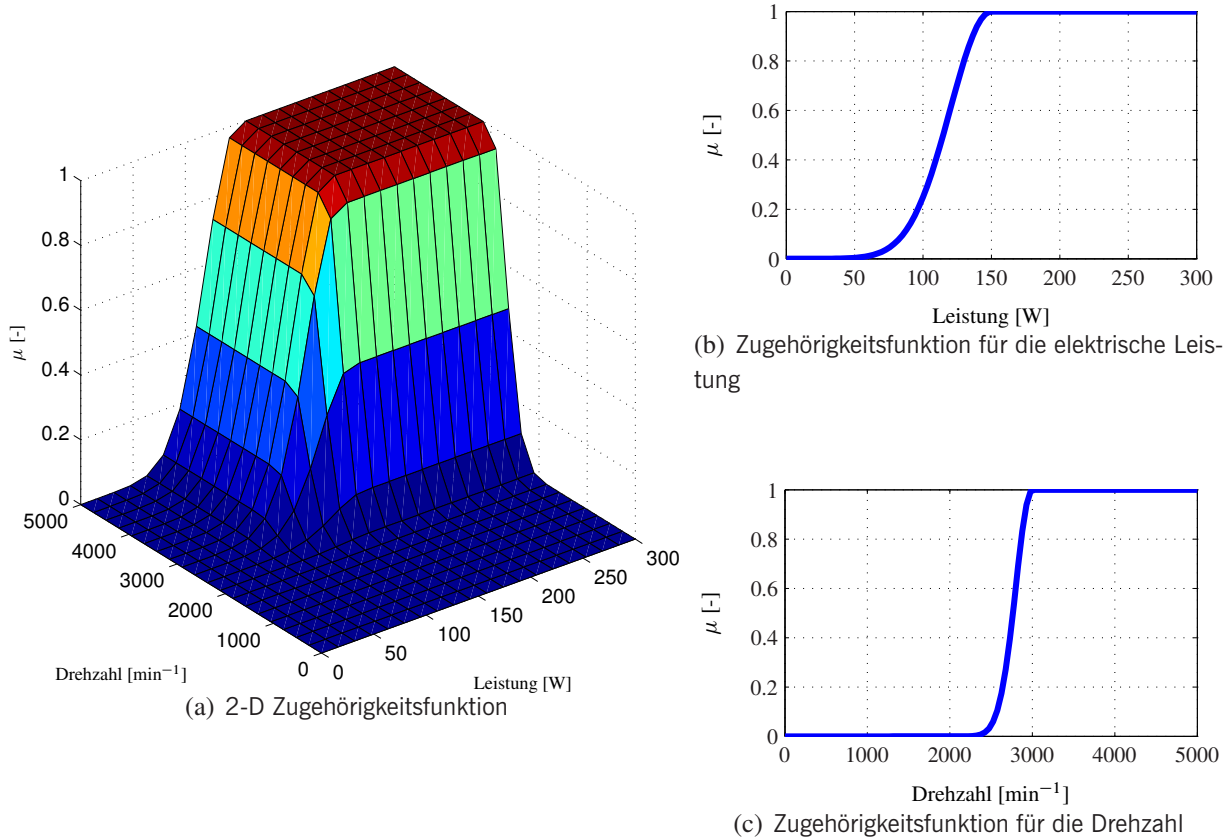 1
0.8
0.6
0.4
0.2
0
μ [-]
5000
4000
3000
2000
1000
0
Drehzahl [min−1]
0
50
100
150
200
250
300
Leistung [W]
(a) 2-D Zugehörigkeitsfunktion
1
0.8
0.6
0.4
0.2
0
μ [-]
0 50 100 150 200 250 300
Leistung [W]
(b) Zugehörigkeitsfunktion für die elektrische Leis-
tung
1
0.8
0.6
0.4
0.2
0
μ [-]
0 1000 2000 3000 4000 5000
Drehzahl [min−1]
(c) Zugehörigkeitsfunktion für die Drehzahl